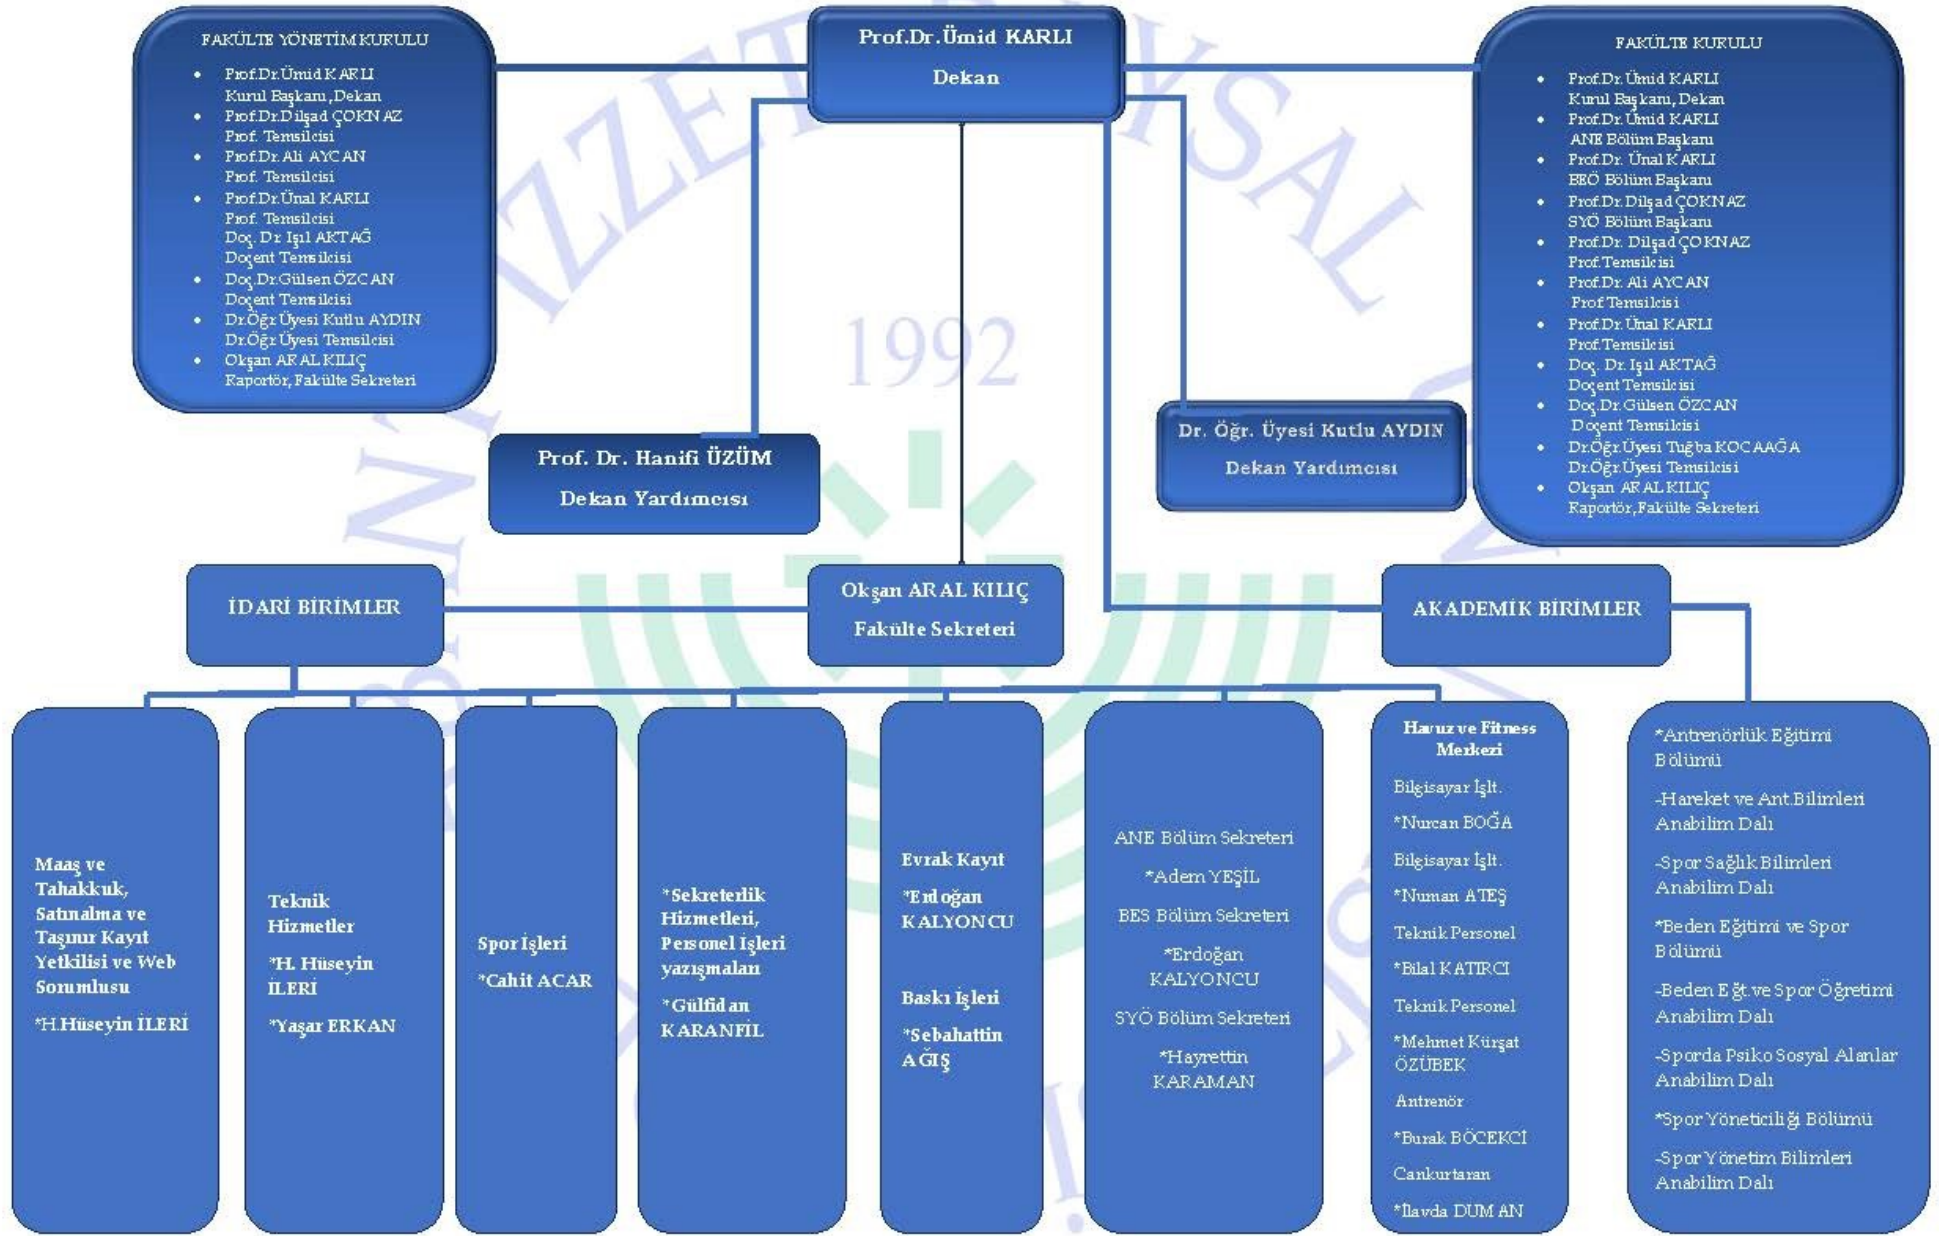 FAKÜLTE YÖNETİM KURULU
Prof.Dr.Ümid KARLI
Kurul Başkanı,Dekan
Prof.Dr.Dilşad ÇOKNAZ
Prof. Temsilcisi
Prof.Dr. Ali AYCAN
Prof. Temsilcisi
Prof.Dr.Ünal KARLI
Prof. Temsilcisi
Doç. Dr. Işıl AKTAĞ
Doçent Temsilcisi
Doç.Dr.Gülsen ÖZCAN
Doçent Temsilcisi
Dr.Öğr.Üyesi Kutlu AYDIN
Dr.Öğr.Üyesi Temsilcisi
Okşan ARAL KILIÇ
Raportör,Fakülte Sekreteri
Prof.Dr.Ümid KARLI
Dekan
FAKÜLTE KURULU
Prof.Dr. Ümid KARLI
Kurul Başkanı, Dekan
Prof.Dr. Ümid KARLI
ANE Bölüm Başkanı
Prof.Dr. Ünal KARLI
BEÖ Bölüm Başkanı
Prof.Dr. Dilşad ÇOKNAZ
SYÖ Bölüm Başkanı
Prof.Dr. Dilşad ÇOKNAZ
Prof.Temsilcisi
Prof.Dr. Ali AYCAN
Prof Temsilcisi
Prof.Dr. Ünal KARLI
Prof.Temsilcisi
Doç. Dr. Işıl AKTAĞ
Doçent Temsilcisi
Doç.Dr. Gülsen ÖZCAN
Doçent Temsilcisi
Dr.Öğr.Üyesi Tuğba KOCAAĞA
Dr.Öğr.Üyesi Temsilcisi
Okşan ARAL KILIÇ
Raportör,Fakülte Sekreteri
İZZET
1992
Prof. Dr. Hanifi ÜZÜM
Dekan Yardımcısı
Dr. Öğr. Üyesi Kutlu AYDIN
Dekan Yardımcısı
İDARİ BİRİMLER
Okşan ARAL KILIÇ
Fakülte Sekreteri
AKADEMİK BİRİMLER
Maaş ve
Tahakkuk,
Satınalma ve
Taşınır Kayıt
Yetkilisi ve Web
Sorumlusu
*H.Hüseyin İLERİ
Teknik
Hizmetler
*H. Hüseyin
İLERİ
*Yaşar ERKAN
Spor İşleri
*Cahit ACAR
*Sekreterlik
Hizmetleri,
Personel İşleri
yazışmaları
*Gülfidan
KARANFİL
Evrak Kayıt
*Erdoğan
KALYONCU
Baskı İşleri
*Sebahattin
AĞIŞ
ANE Bölüm Sekreteri
*Adem YEŞİL
BES Bölüm Sekreteri
*Erdoğan
KALYONCU
SYÖ Bölüm Sekreteri
*Hayrettin
KARAMAN
Havuz ve Fitness
Merkezi
Bilgisayar İşlt.
*Nurcan BOĞA
Bilgisayar İşlt.
*Numan ATEŞ
Teknik Personel
*Bilal KATIRCI
Teknik Personel
*Mehmet Kürşat
ÖZÜBEK
Antrenör
*Burak BÖCEKCİ
Cankurtaran
*İlavda DUMAN
*Antrenörlük Eğitimi
Bölümü
-Hareket ve Ant.Bilimleri
Anabilim Dalı
-Spor Sağlık Bilimleri
Anabilim Dalı
*Beden Eğitimi ve Spor
Bölümü
-Beden Eğt.ve Spor Öğretimi
Anabilim Dalı
-Sporda Psiko Sosyal Alanlar
Anabilim Dalı
*Spor Yöneticiliği Bölümü
-Spor Yönetim Bilimleri
Anabilim Dalı